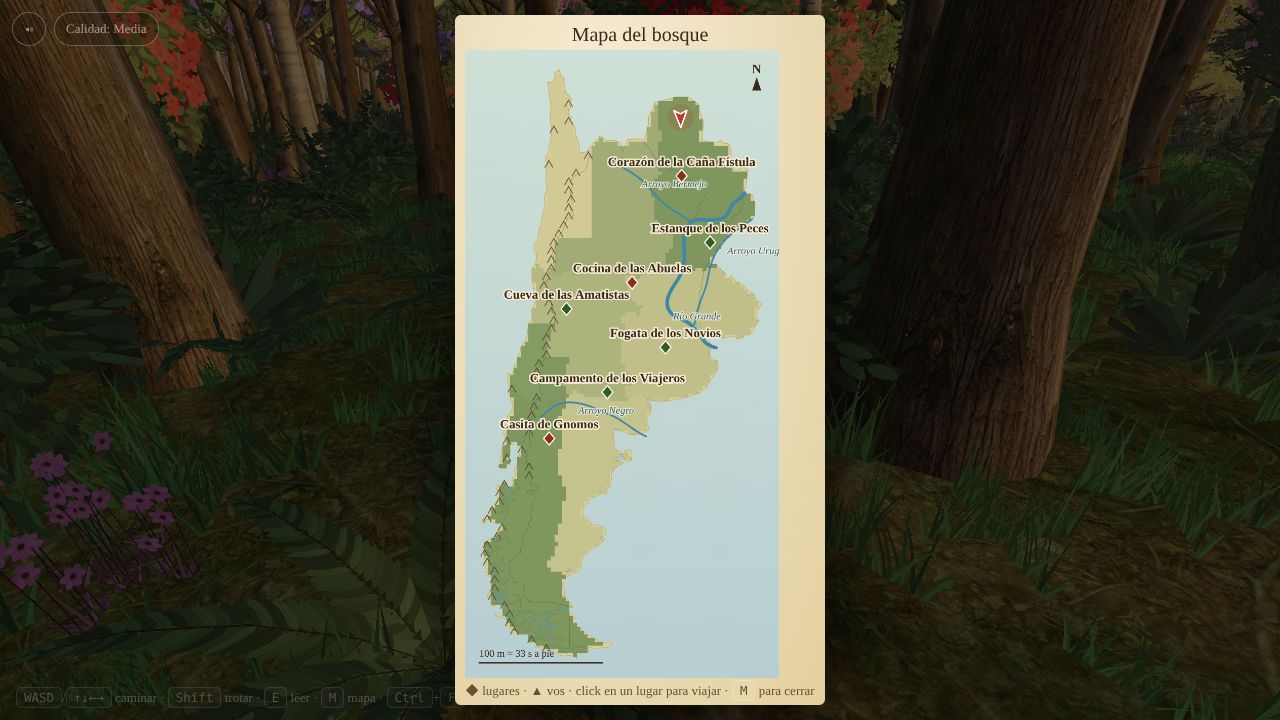 Calidad: Media
Mapa del bosque
N
Corazón de la Caña Fístula
Arroyo Bermejo
Estanque de los Peces
Arroyo Urug
Cocina de las Abuelas
Cueva de las Amatistas
Río Grande
Fogata de los Novios
Campamento de los Viajeros
Arroyo Negro
Casita de Gnomos
100 m ≈ 33 s a pie
lugares · ▲ vos · click en un lugar para viajar · M para cerrar
WASD / ↑↓←→ caminar · Shift trotar · E leer · M mapa · Ctrl + F